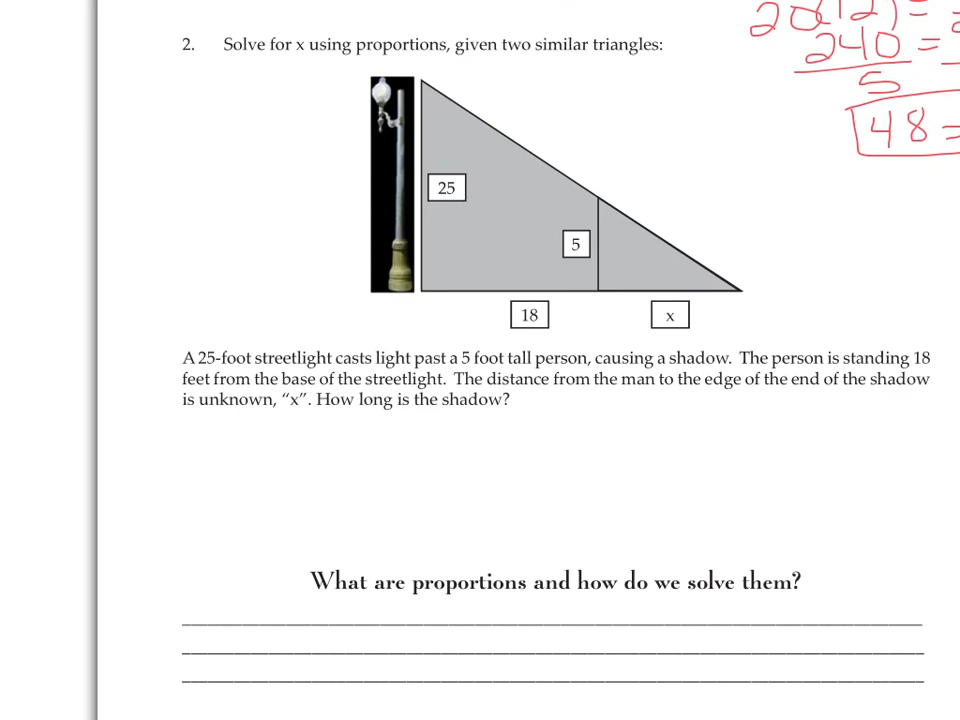 20(12) =
240 =
5
48 =
2. Solve for x using proportions, given two similar triangles:
25
5
18
x
A 25-foot streetlight casts light past a 5 foot tall person, causing a shadow. The person is standing 18
feet from the base of the streetlight. The distance from the man to the edge of the end of the shadow
is unknown, “x”. How long is the shadow?
What are proportions and how do we solve them?